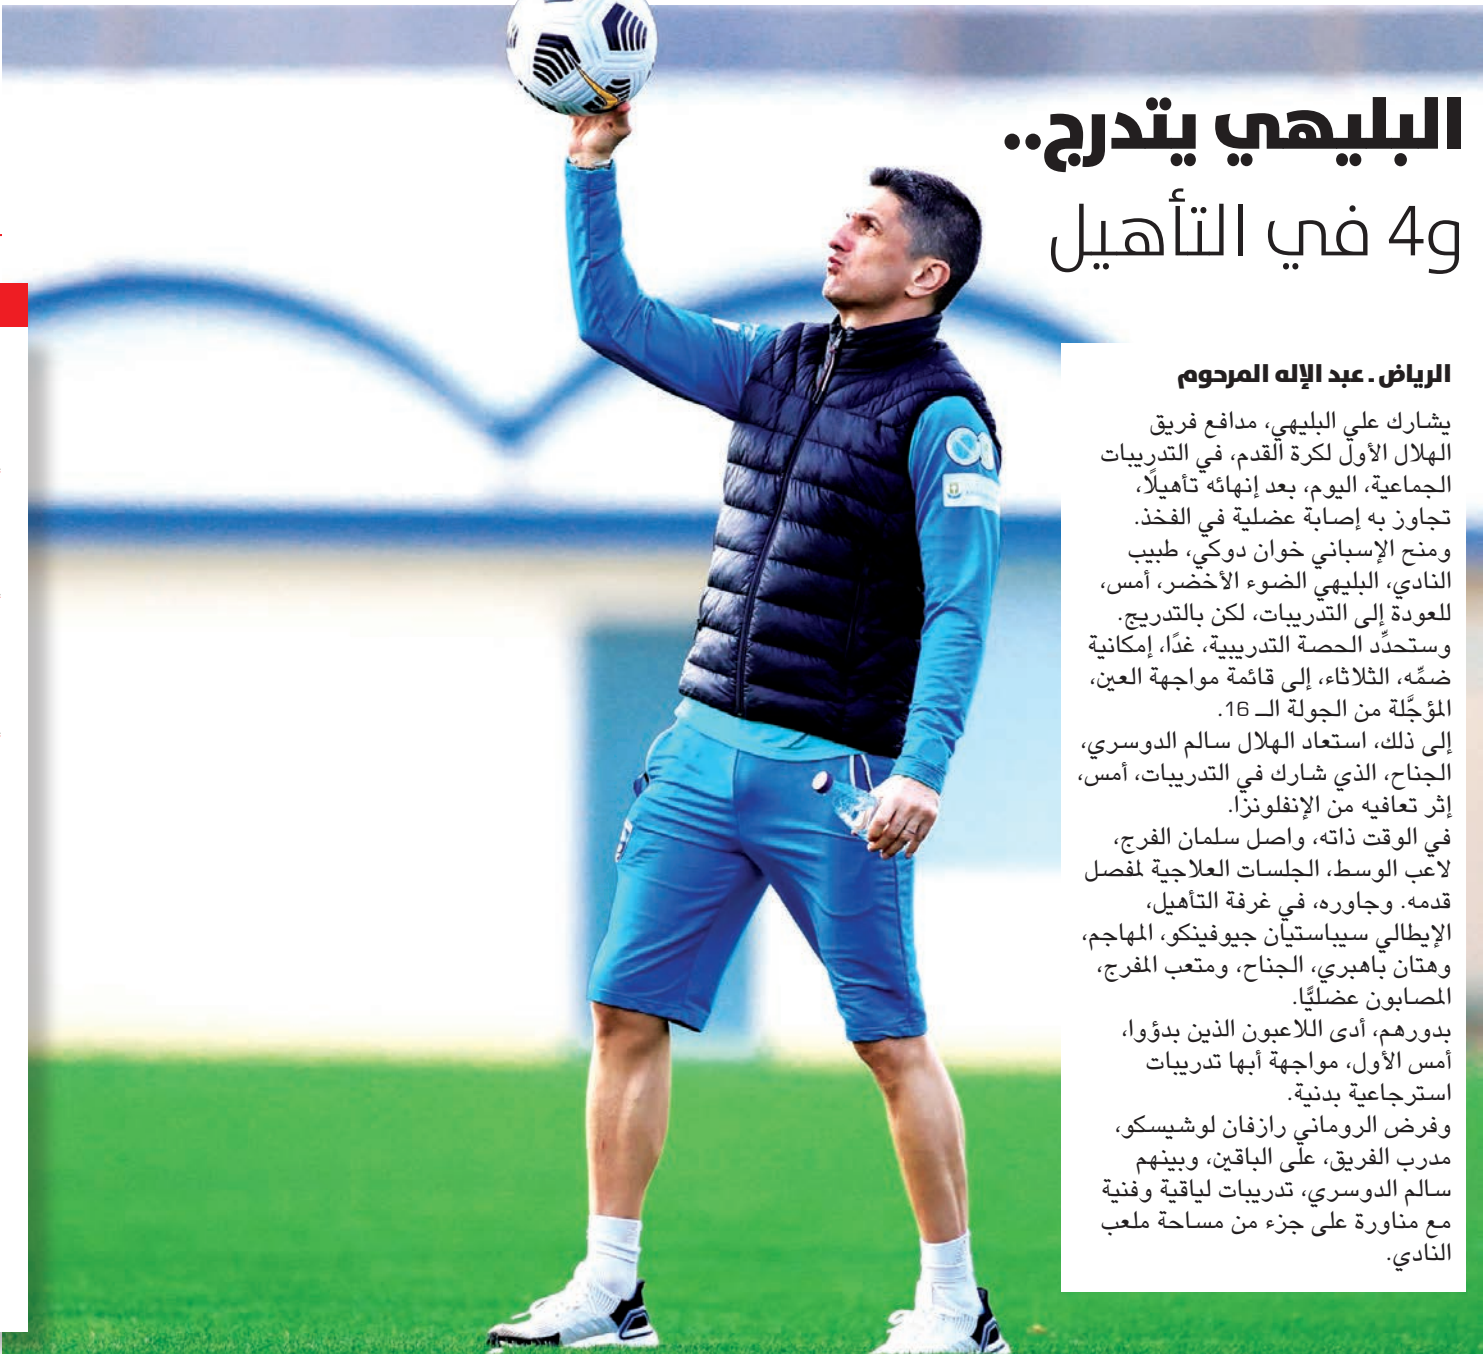 البليهي يتدرج..
و4 في التأهيل
الرياض ـ عبد الإله المرحوم
يشارك علي البليهي، مدافع فريق
الهلال الأول لكرة القدم، في التدريبات
الجماعية، اليوم، بعد إنهائه تأهيلًا،
تجاوز به إصابة عضلية في الفخذ.
ومنح الإسباني خوان دوكي، طبيب
النادي، البليهي الضوء الأخضر، أمس،
للعودة إلى التدريبات، لكن بالتدريج.
وستحدِّد الحصة التدريبية، غدًا، إمكانية
ضمِّه، الثلاثاء، إلى قائمة مواجهة العين،
المؤجَّلة من الجولة الـ 16.
إلى ذلك، استعاد الهلال سالم الدوسري،
الجناح، الذي شارك في التدريبات، أمس،
إثر تعافيه من الإنفلونزا.
في الوقت ذاته، واصل سلمان الفرج،
لاعب الوسط، الجلسات العلاجية لمفصل
قدمه. وجاوره، في غرفة التأهيل،
الإيطالي سيباستيان جيوفينكو، المهاجم،
وهتان باهبري، الجناح، ومتعب المفرج،
المصابون عضليًّا.
بدورهم، أدى اللاعبون الذين بدؤوا،
أمس الأول، مواجهة أبها تدريبات
استرجاعية بدنية.
وفرض الروماني رازفان لوشيسكو،
مدرب الفريق، على الباقين، وبينهم
سالم الدوسري، تدريبات لياقية وفنية
مع مناورة على جزء من مساحة ملعب
النادي.